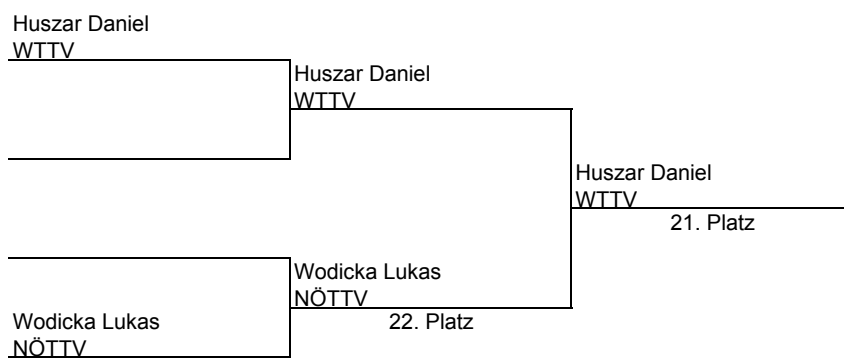 Huszar Daniel
WTTV
Huszar Daniel
WTTV
Huszar Daniel
WTTV
21. Platz
Wodicka Lukas
NÖTTV
22. Platz
Wodicka Lukas
NÖTTV